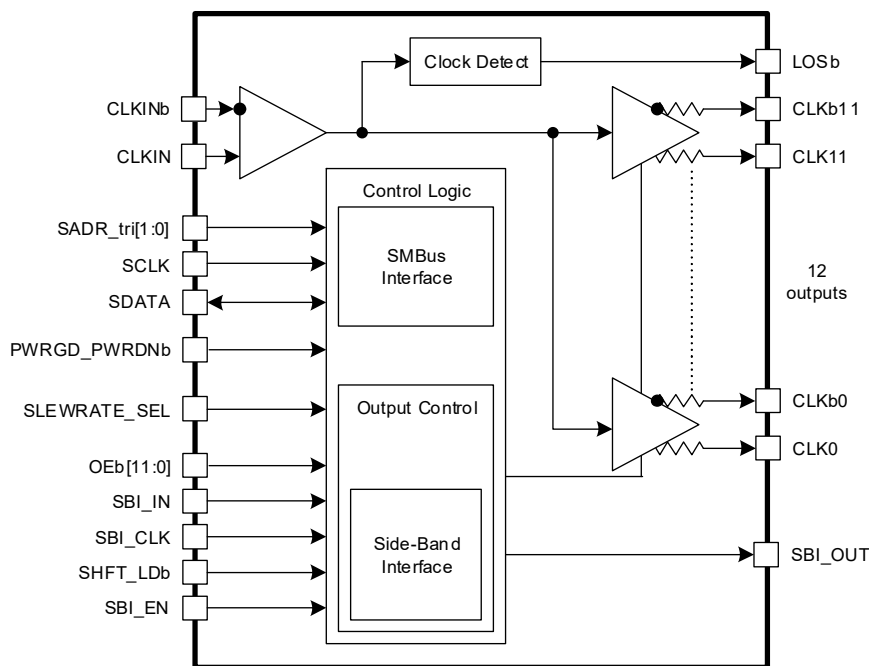 Clock Detect
LOSb
CLKINb
CLKb11
CLKIN
CLK11
Control Logic
SADR_tri[1:0]
SMBus
Interface
SCLK
SDATA
12
outputs
PWRGD_PWRDNb
SLEWRATE_SEL
Output Control
CLKb0
CLK0
OEb[11:0]
SBI_IN
SBI_CLK
Side-Band
Interface
SBI_OUT
SHFT_LDb
SBI_EN